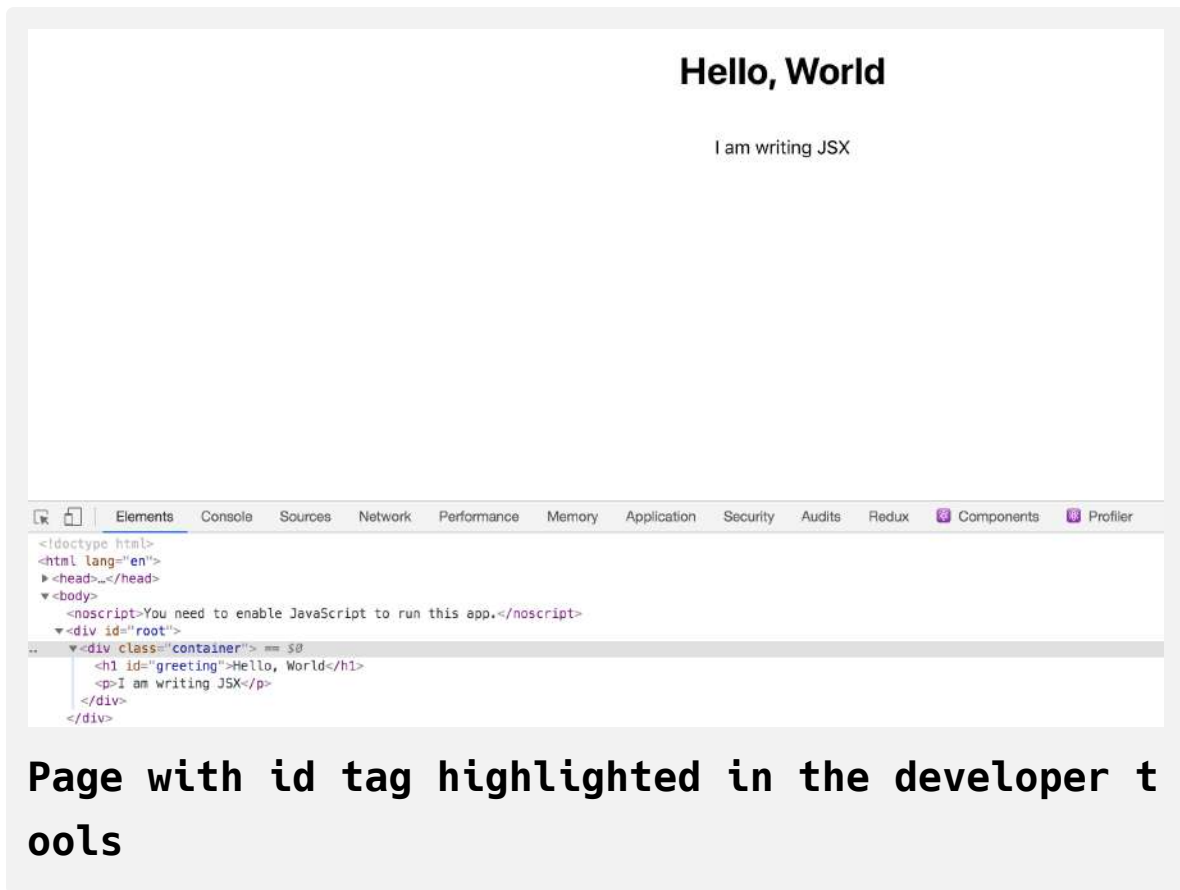 Hello, World
I am writing JSX
Elements Console Sources Network Performance Memory Application Security Audits Redux Components Profiler
<!doctype html>
<html lang="en">
▶<head>…</head>
▼<body>
<noscript>You need to enable JavaScript to run this app.</noscript>
▼<div id="root">
.. ▼<div class="container"> == $0
<h1 id="greeting">Hello, World</h1>
<p>I am writing JSX</p>
</div>
</div>
Page with id tag highlighted in the developer t
ools